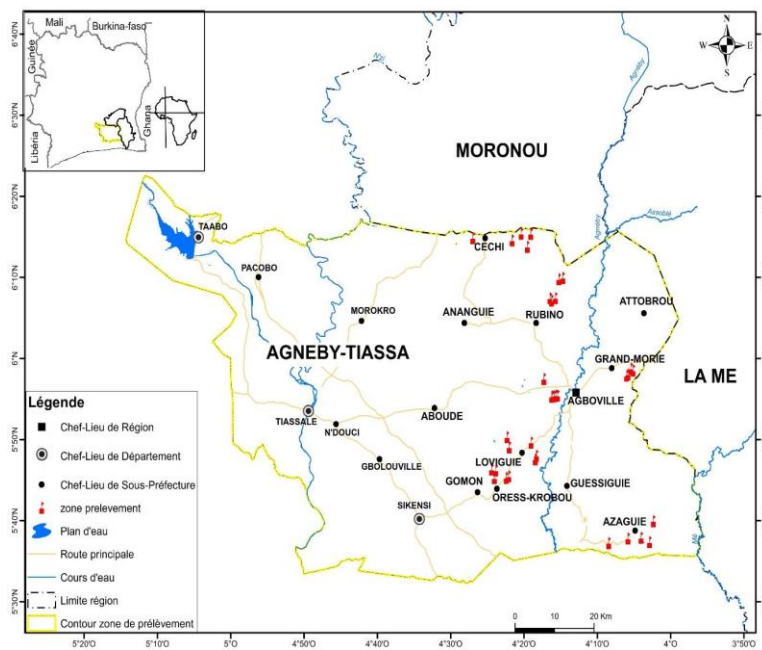 Mali
Burkina-faso
Guinée
Libéria
Ghana
N
W E
S
6°40'N
6°30'N
6°20'N
6°10'N
6°'N
5°50'N
5°40'N
5°30'N
Agnéby
MORONOU
Agnéby
Assobé
TAABO
PACOBO
CECHI
MOROKRO
ANANGUIE
RUBINO
ATTOBROU
AGNEBY-TIASSA
GRAND-MORIE
LA ME
AGBOVILLE
TIASSALE
N'DOUCI
ABOUDE
GBOLOUVILLE
LOVIGUIE
GOMON
ORESS-KROBOU
GUESSIGUIE
SIKENSI
AZAGUIE
Mé
Légende
Chef-Lieu de Région
Chef-Lieu de Département
Chef-Lieu de Sous-Préfecture
zone prelevement
Plan d'eau
Route principale
Cours d'eau
Limite région
Contour zone de prélèvement
0 10 20 Km
5°20'O 5°10'O 5°'O 4°50'O 4°40'O 4°30'O 4°20'O 4°10'O 4°'O 3°50'O